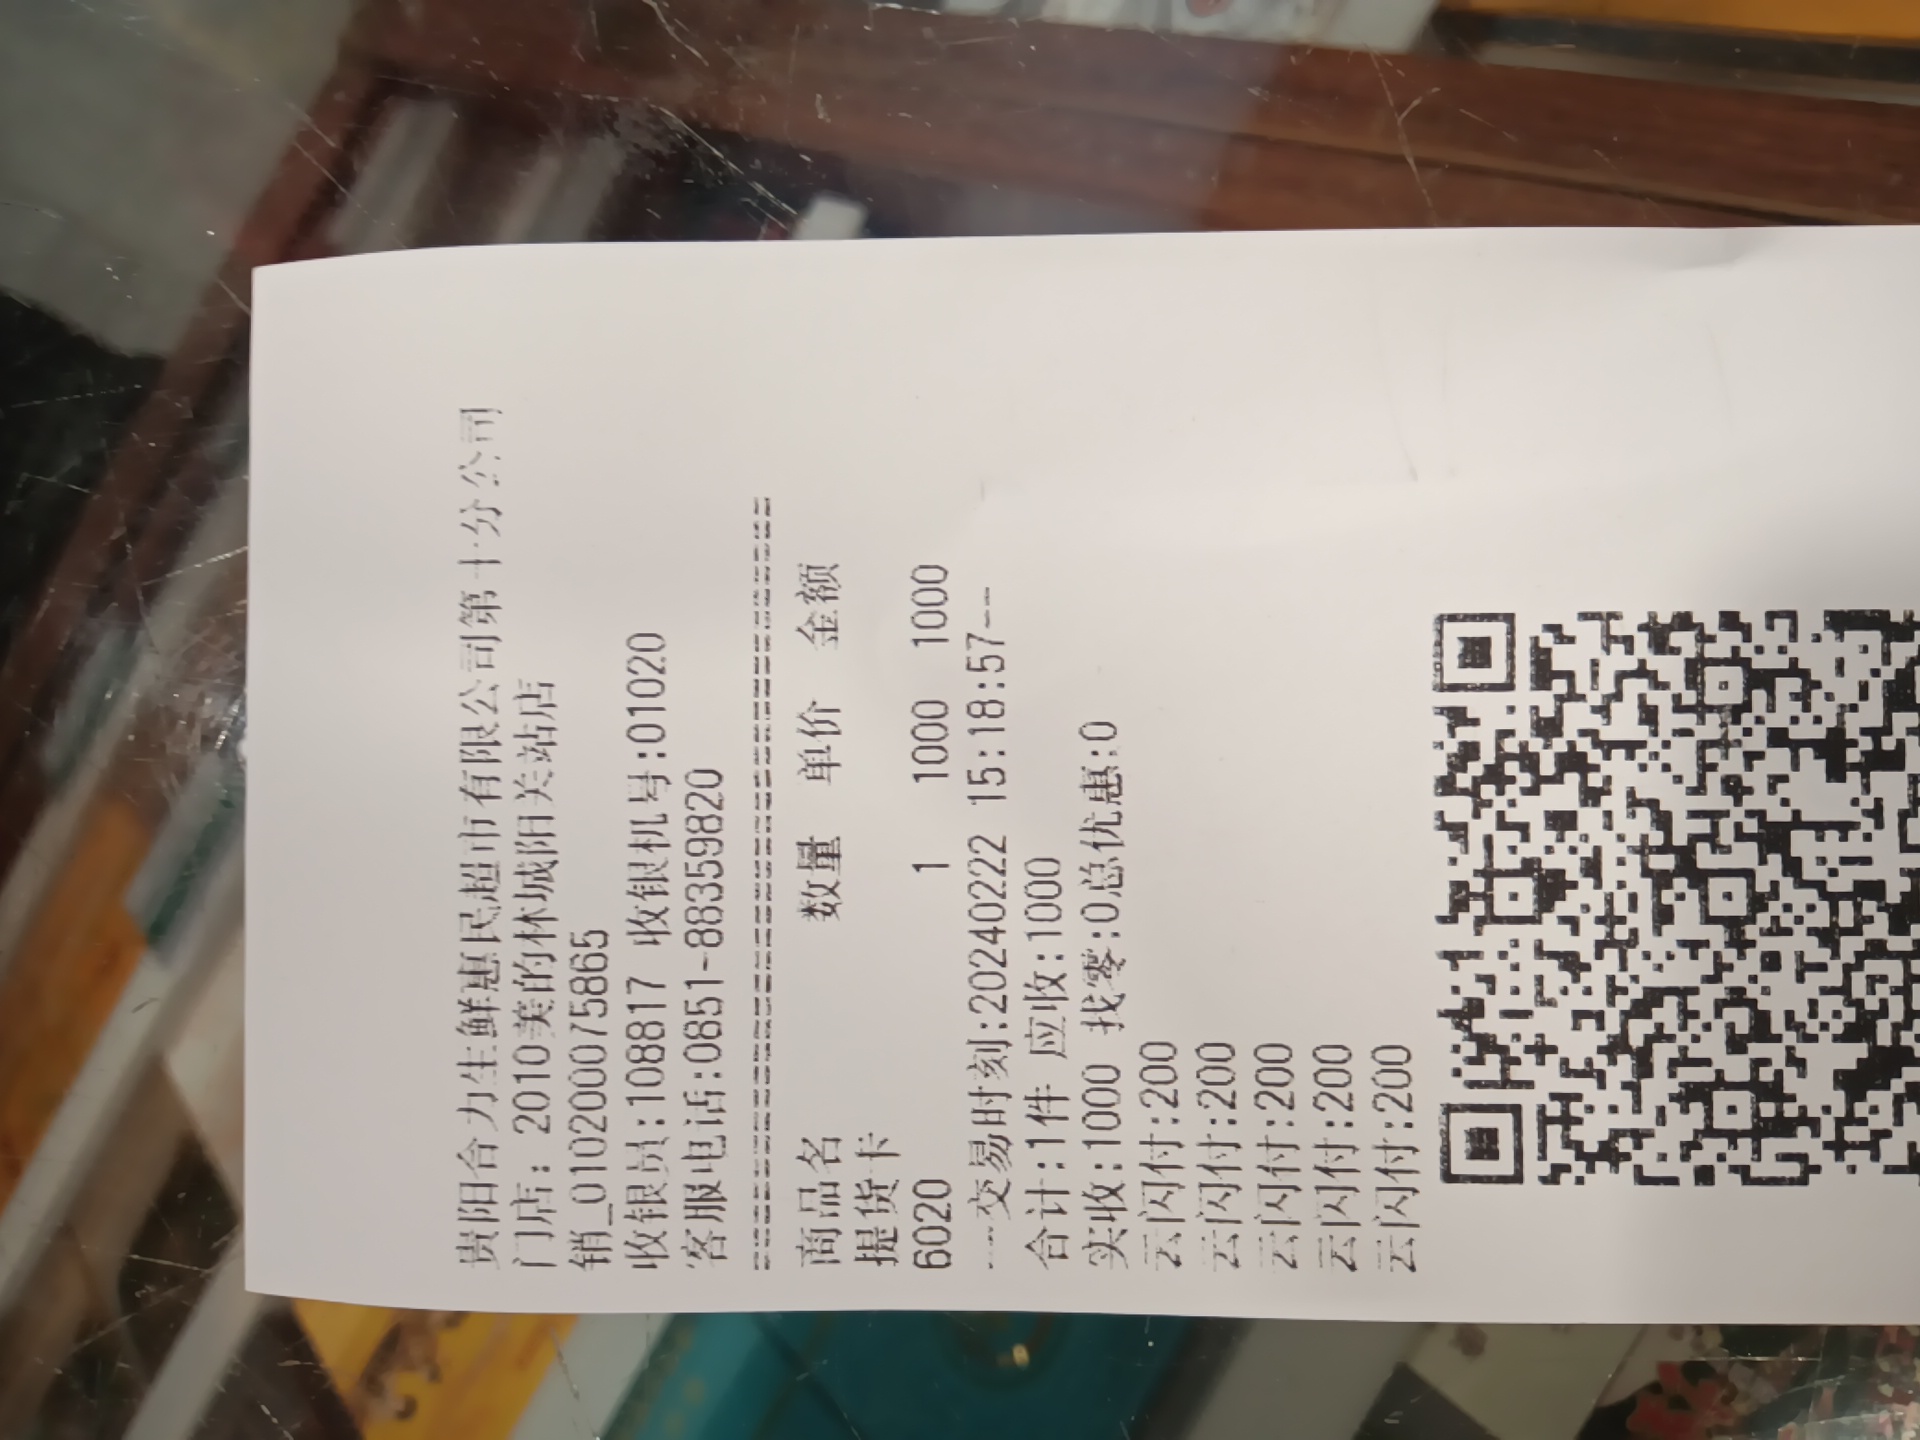 贵阳合力生鲜惠民超市有限公司第十分公司
门店：2010美的林城阳关站店
销_0102000075865
收银员:108817 收银机号:01020
客服电话:0851-88359820
==================================
商品名 数量 单价 金额
提货卡
6020 1 1000 1000
---交易时刻:20240222 15:18:57--
合计:1件 应收:1000
实收:1000 找零:0总优惠:0
云闪付:200
云闪付:200
云闪付:200
云闪付:200
云闪付:200